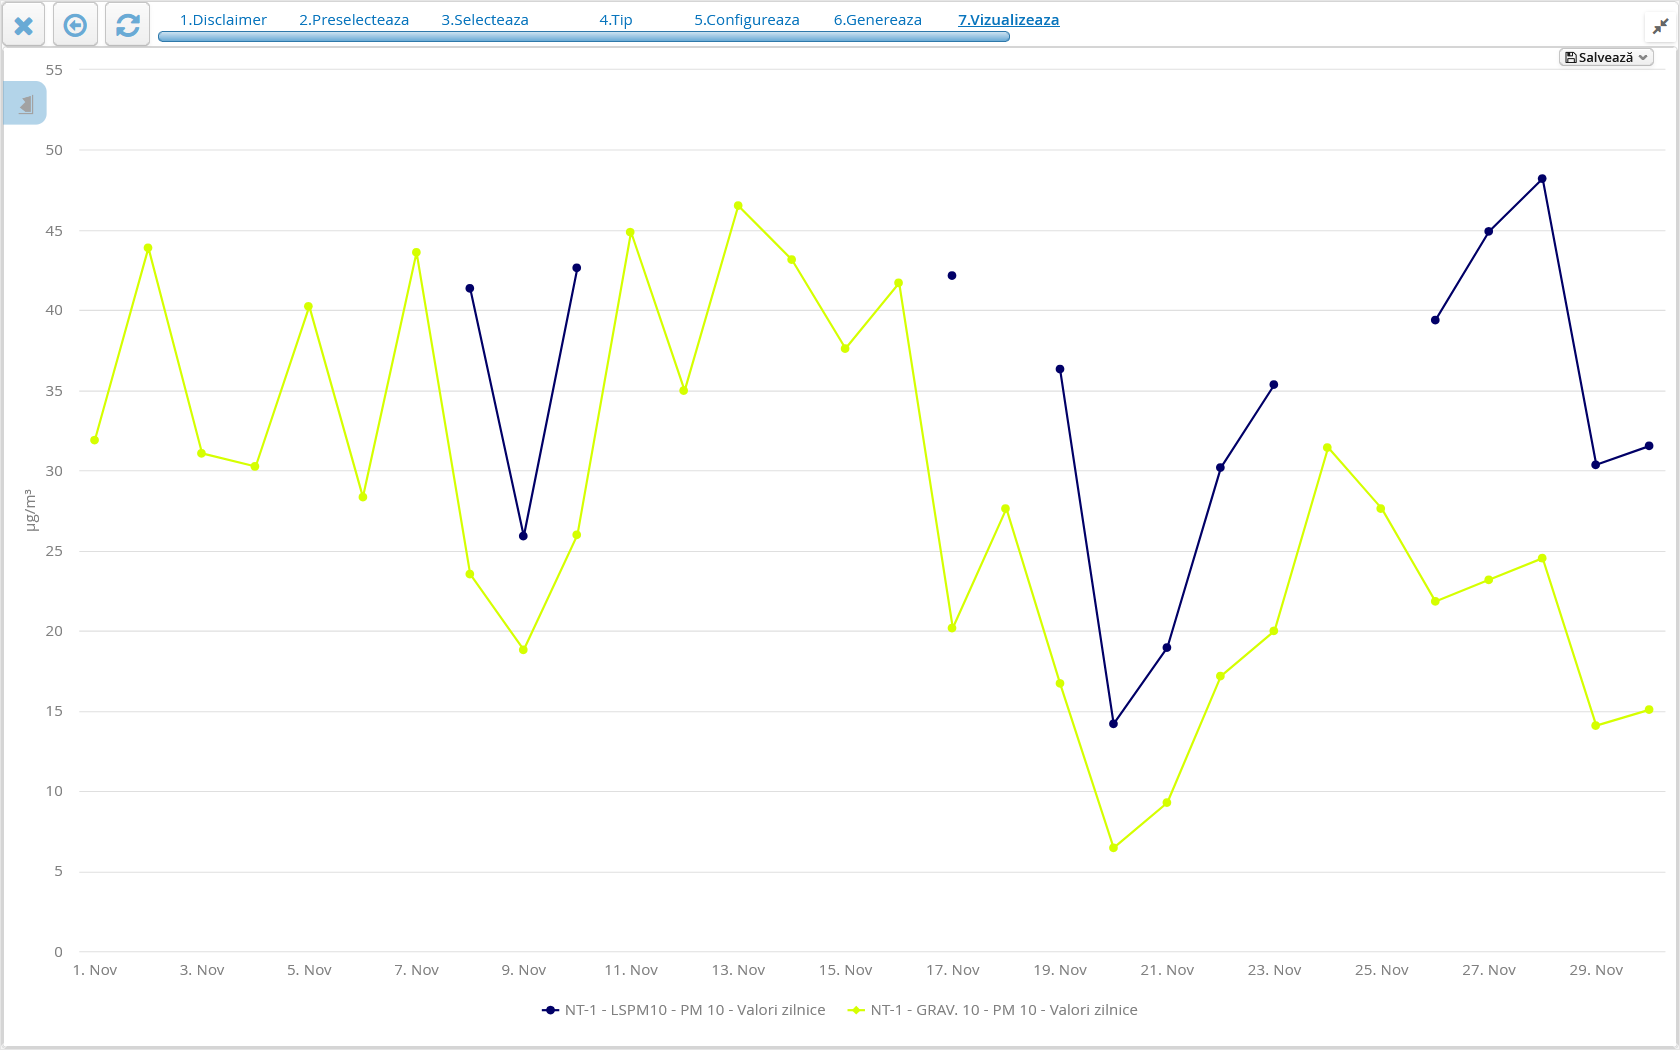 1.Disclaimer 2.Preselecteaza 3.Selecteaza 4.Tip 5.Configureaza 6.Genereaza 7.Vizualizeaza
Salvează
55
50
45
40
35
30
25
20
15
10
5
0
µg/m³
1. Nov 3. Nov 5. Nov 7. Nov 9. Nov 11. Nov 13. Nov 15. Nov 17. Nov 19. Nov 21. Nov 23. Nov 25. Nov 27. Nov 29. Nov
NT-1 - LSPM10 - PM 10 - Valori zilnice NT-1 - GRAV. 10 - PM 10 - Valori zilnice